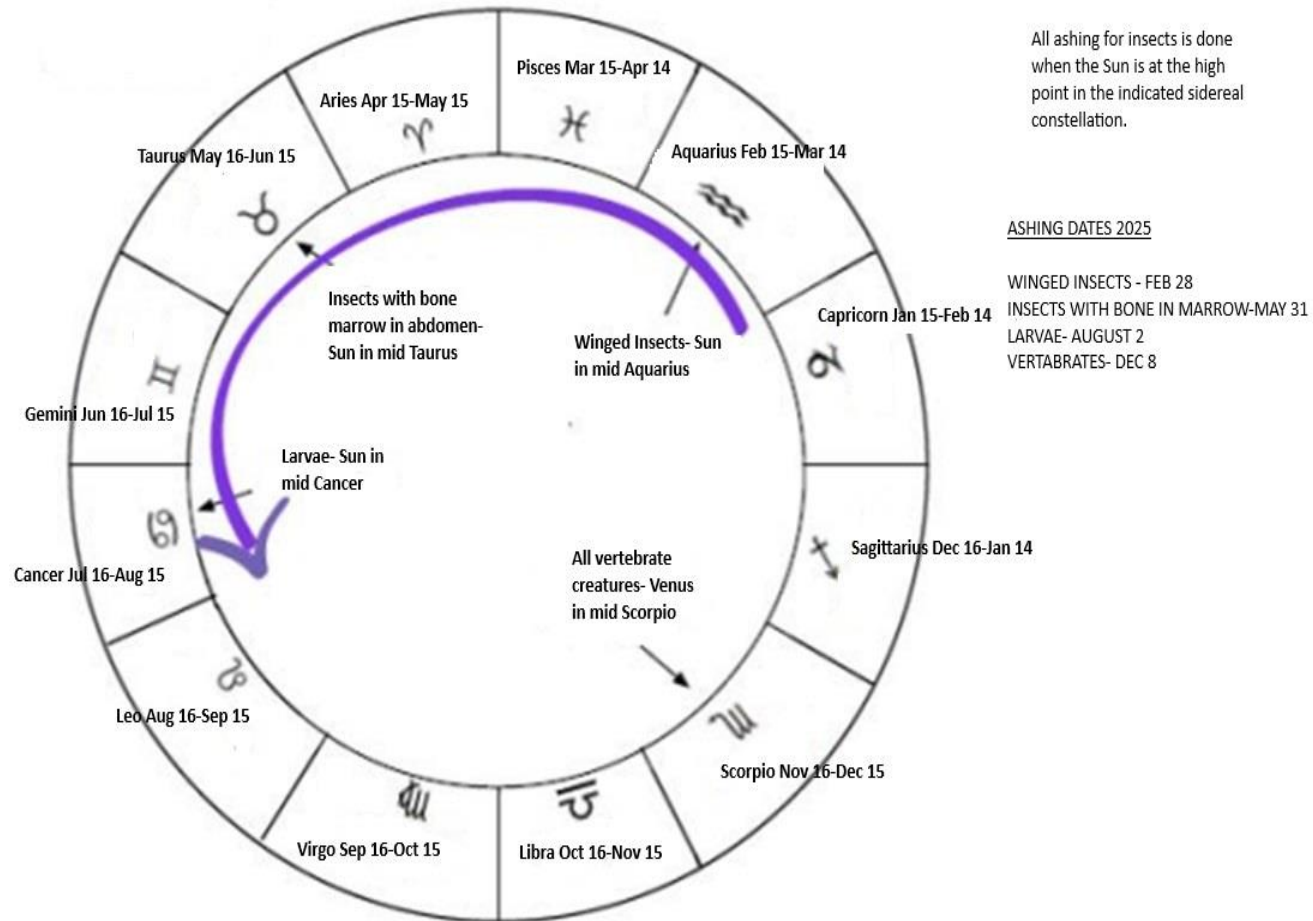 Pisces Mar 15-Apr 14
Aries Apr 15-May 15
Taurus May 16-Jun 15
Aquarius Feb 15-Mar 14
Capricorn Jan 15-Feb 14
Gemini Jun 16-Jul 15
Cancer Jul 16-Aug 15
Leo Aug 16-Sep 15
Virgo Sep 16-Oct 15
Libra Oct 16-Nov 15
Scorpio Nov 16-Dec 15
Sagittarius Dec 16-Jan 14
♈
♓
♉
♒
♊
♑
♋
♐
♌
♏
♍
♎
Insects with bone
marrow in abdomen-
Sun in mid Taurus
Winged Insects- Sun
in mid Aquarius
Larvae- Sun in
mid Cancer
All vertebrate
creatures- Venus
in mid Scorpio
All ashing for insects is done
when the Sun is at the high
point in the indicated sidereal
constellation.
ASHING DATES 2025
WINGED INSECTS - FEB 28
INSECTS WITH BONE IN MARROW-MAY 31
LARVAE- AUGUST 2
VERTABRATES- DEC 8